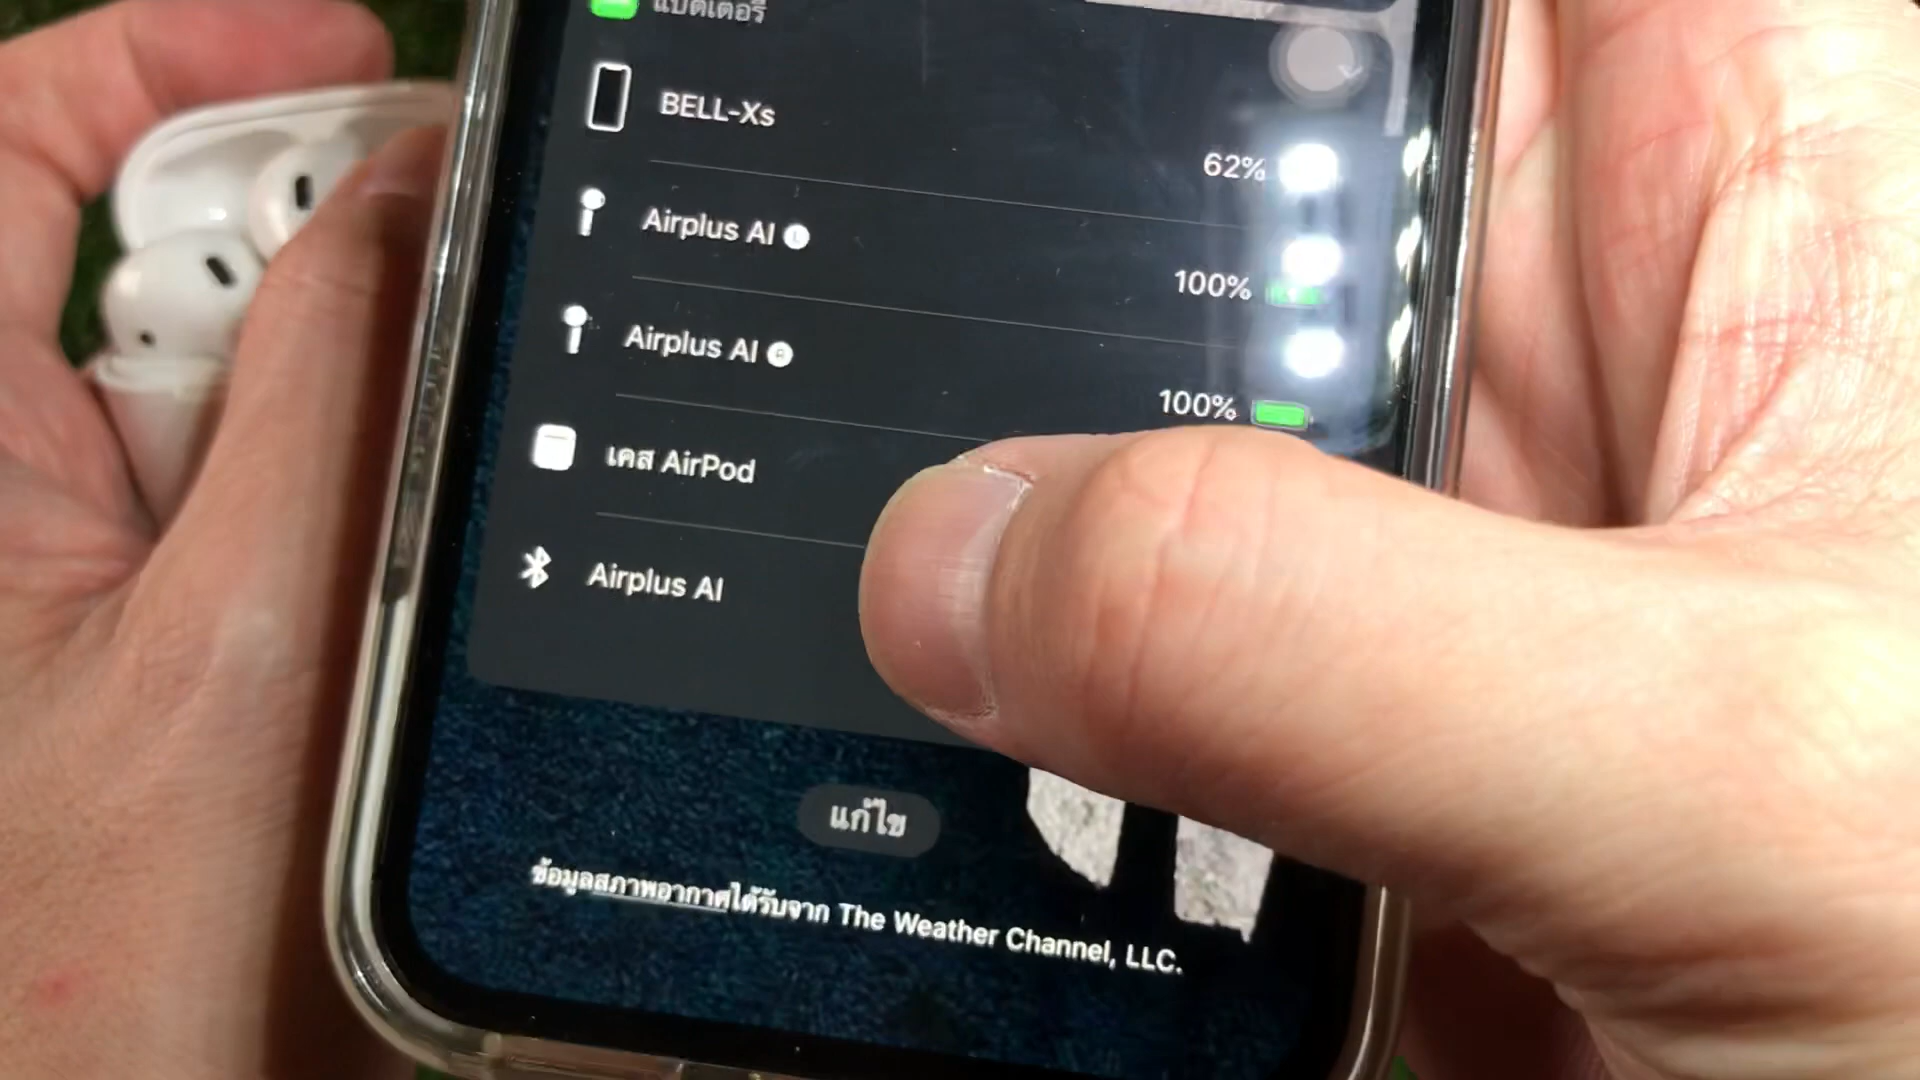 แบตเตอรี่
BELL-Xs
62%
Airplus AI L
100%
Airplus AI R
100%
เคส AirPod
Airplus AI
แก้ไข
ข้อมูลสภาพอากาศได้รับจาก The Weather Channel, LLC.